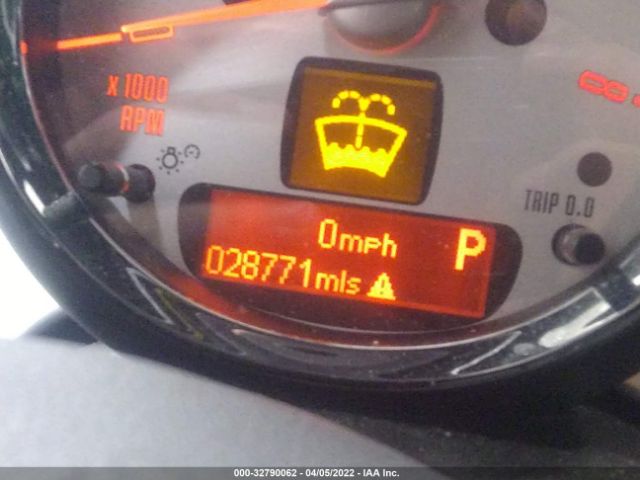 x 1000
RPM
TRIP 0.0
0mph
P
028771mls
000-32790062 - 04/05/2022 - IAA Inc.